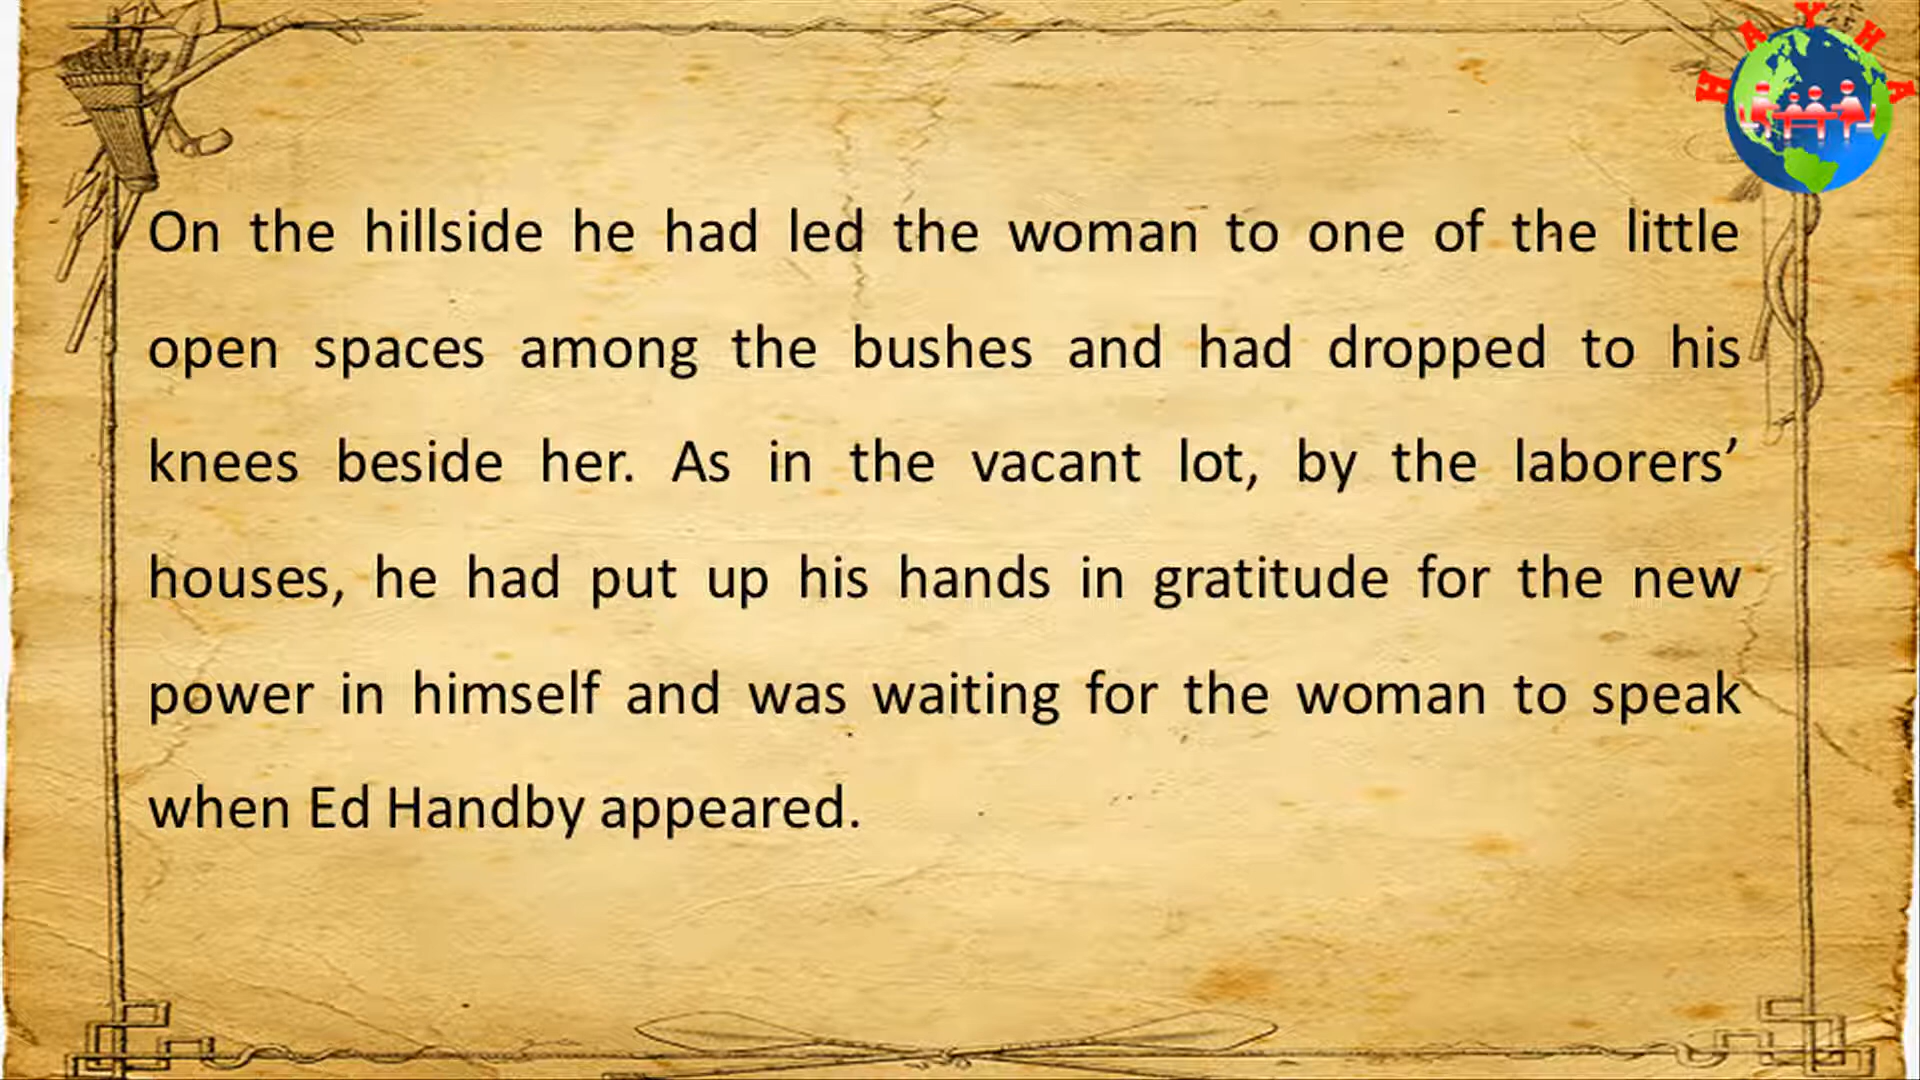 HAYHA
On the hillside he had led the woman to one of the little
open spaces among the bushes and had dropped to his
knees beside her. As in the vacant lot, by the laborers’
houses, he had put up his hands in gratitude for the new
power in himself and was waiting for the woman to speak
when Ed Handby appeared.